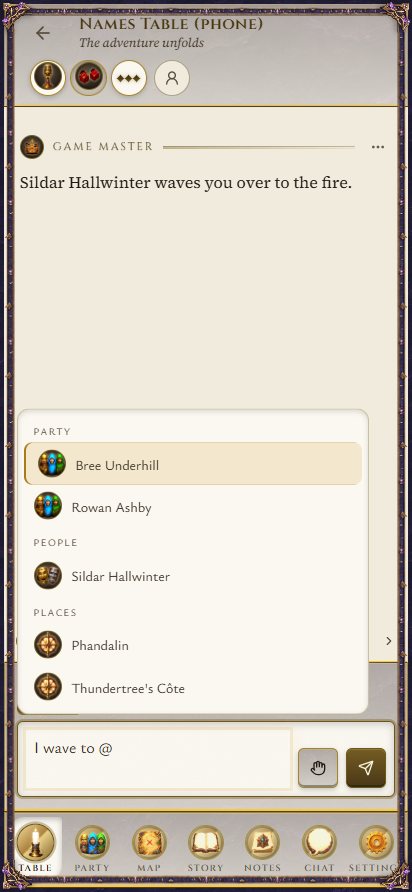 Names Table (phone)
The adventure unfolds
GAME MASTER
Sildar Hallwinter waves you over to the fire.
PARTY
Bree Underhill
Rowan Ashby
PEOPLE
Sildar Hallwinter
PLACES
Phandalin
Thundertree's Côte
I wave to @
TABLE PARTY MAP STORY NOTES CHAT